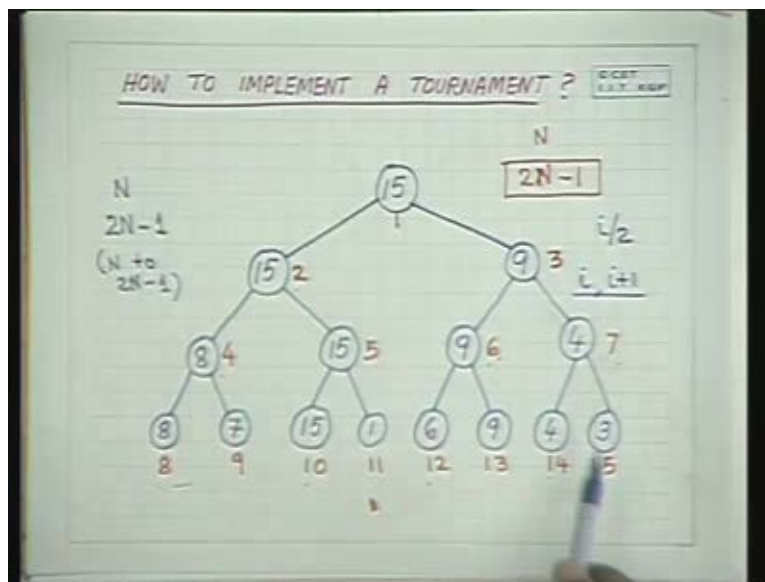 HOW TO IMPLEMENT A TOURNAMENT ?
I.I.T. KGP
N
2N-1
N
2N-1
(N to
2N-1)
i/2
i, i+1
15
1
15 2 9 3
8 4 15 5 9 6 4 7
8 7 15 1 6 9 4 3
8 9 10 11 12 13 14 15